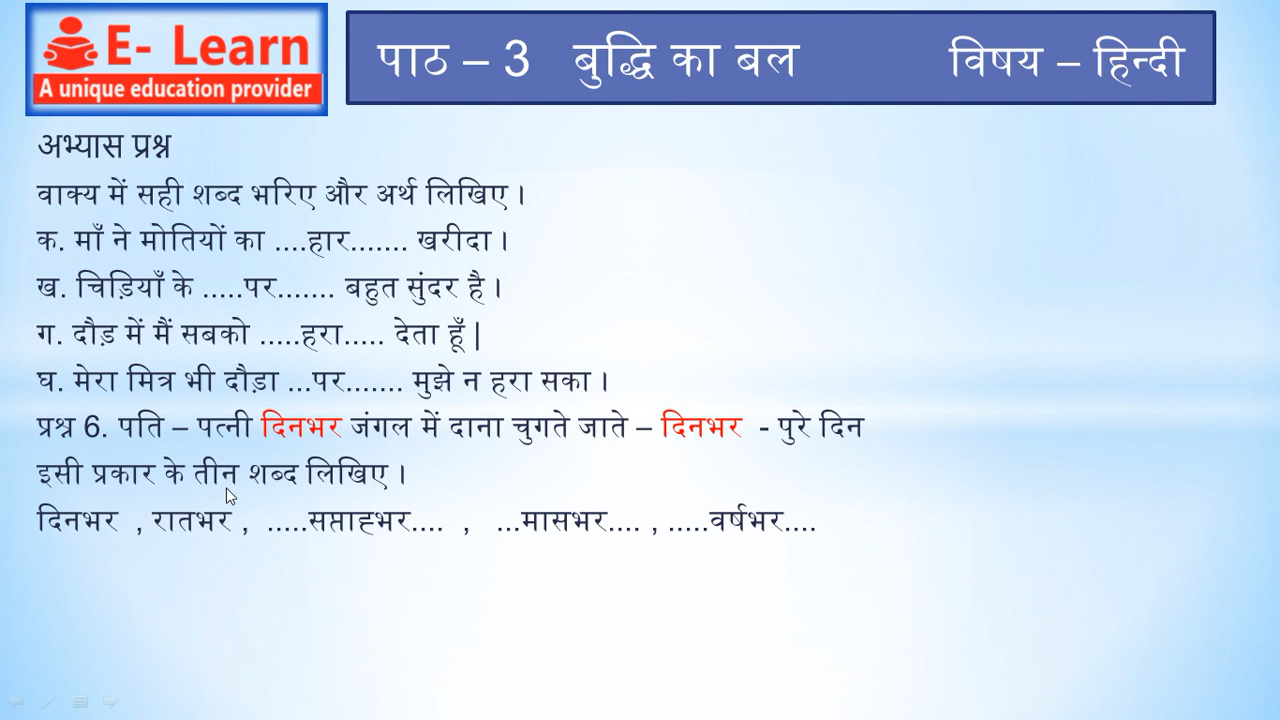 E- Learn
A unique education provider
पाठ – 3 बुद्धि का बल विषय – हिन्दी
अभ्यास प्रश्न
वाक्य में सही शब्द भरिए और अर्थ लिखिए ।
क. माँ ने मोतियों का ....हार....... खरीदा ।
ख. चिड़ियाँ के .....पर....... बहुत सुंदर है ।
ग. दौड़ में मैं सबको .....हरा..... देता हूँ |
घ. मेरा मित्र भी दौड़ा ...पर....... मुझे न हरा सका ।
प्रश्न 6. पति – पत्नी दिनभर जंगल में दाना चुगते जाते – दिनभर - पुरे दिन
इसी प्रकार के तीन शब्द लिखिए ।
दिनभर , रातभर , .....सप्ताह्भर.... , ...मासभर.... , .....वर्षभर....